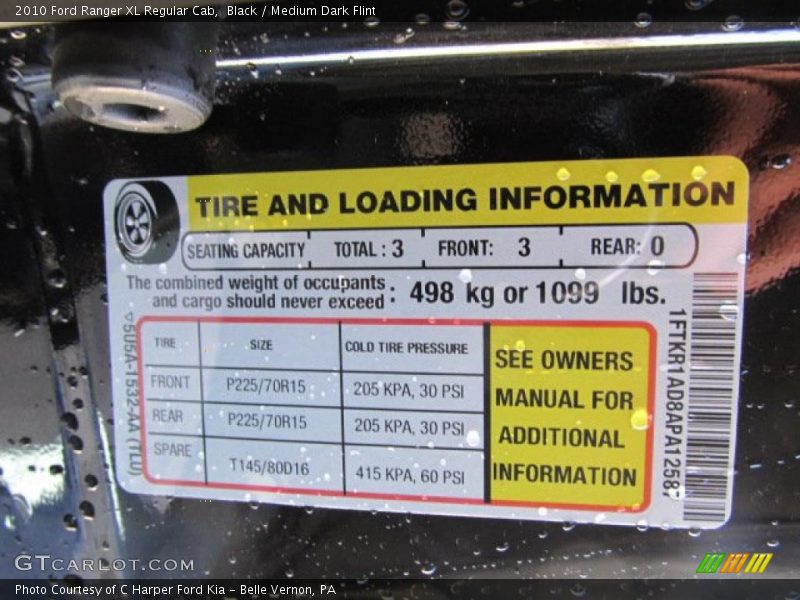 2010 Ford Ranger XL Regular Cab,  Black / Medium Dark Flint
TIRE AND LOADING INFORMATION
SEATING CAPACITY TOTAL : 3 FRONT: 3 REAR: 0
The combined weight of occupants
and cargo should never exceed : 498 kg or 1099 lbs.
TIRE SIZE COLD TIRE PRESSURE
FRONT P225/70R15 205 KPA, 30 PSI
REAR P225/70R15 205 KPA, 30 PSI
SPARE T145/80D16 415 KPA, 60 PSI
SEE OWNERS
MANUAL FOR
ADDITIONAL
INFORMATION
5U5A-1532-AA (TLU)
1FTKR1AD8APA12587
GTCARLOT.COM
Photo Courtesy of C Harper Ford Kia – Belle Vernon, PA